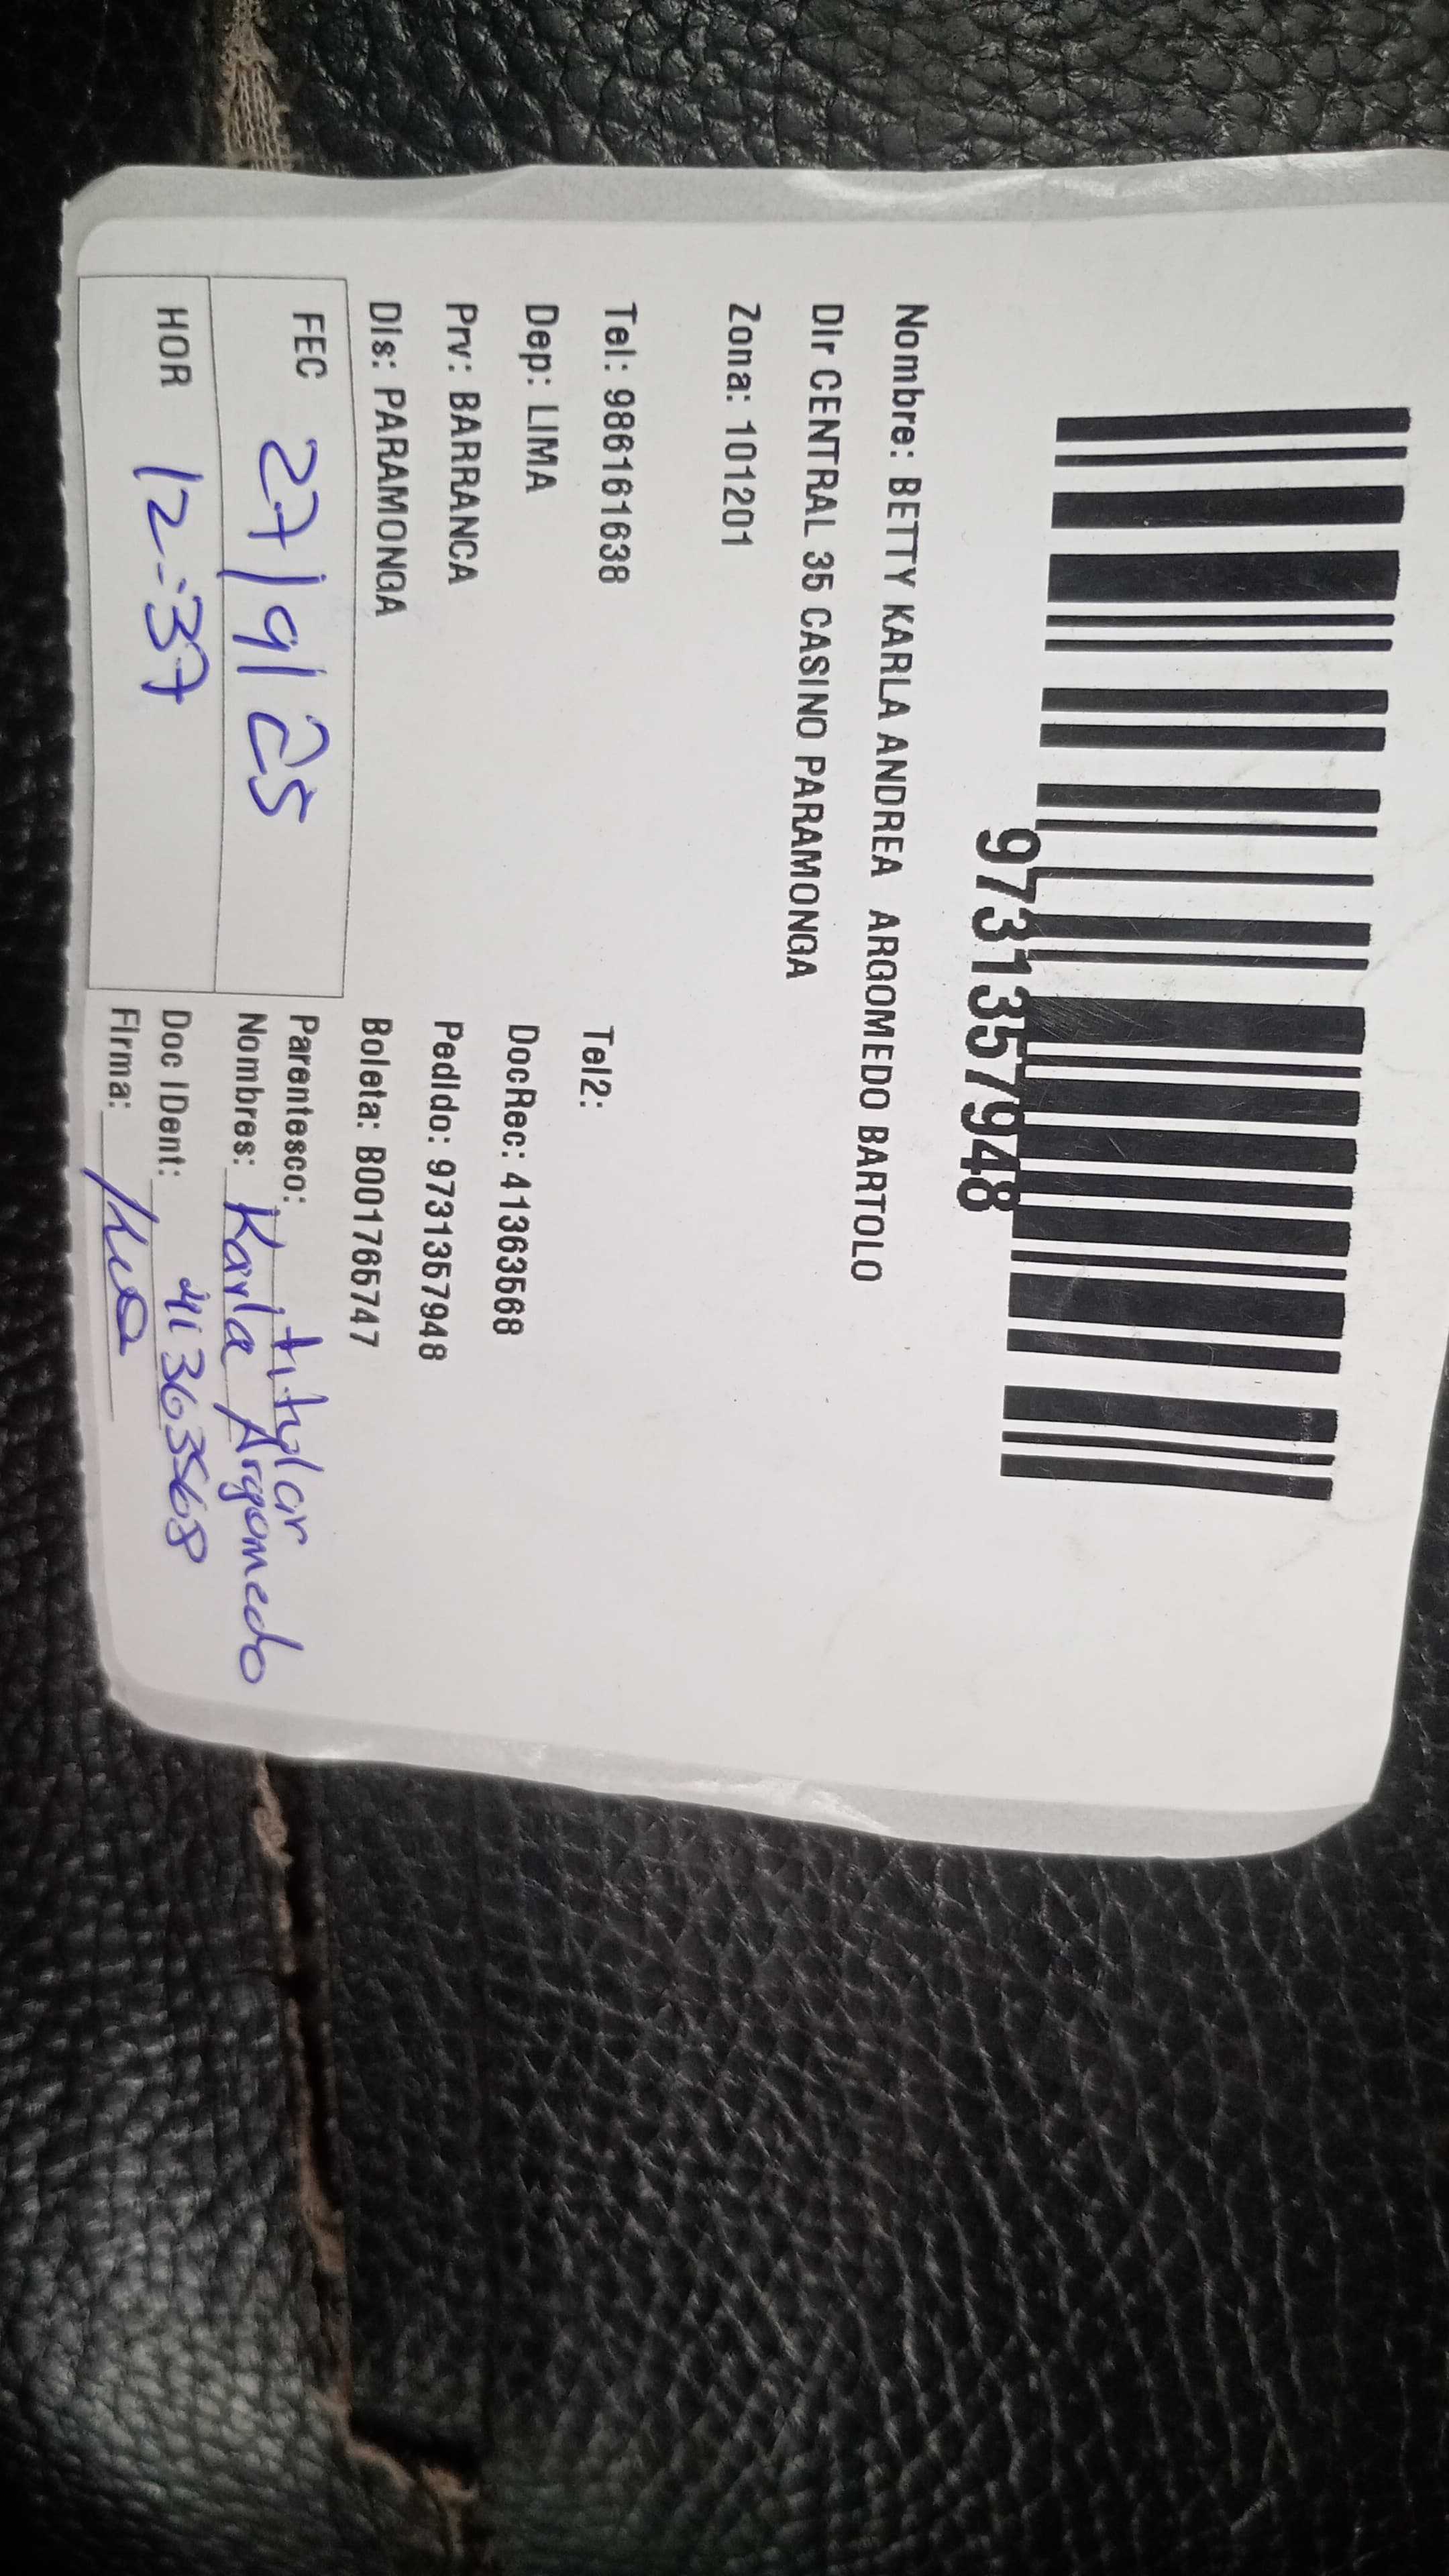 9731357948
Nombre: BETTY KARLA ANDREA ARGOMEDO BARTOLO
Dir CENTRAL 35 CASINO PARAMONGA
Zona: 101201
Tel: 986161638 Tel2:
Dep: LIMA DocRec: 41363568
Prv: BARRANCA Pedido: 9731357948
Dis: PARAMONGA Boleta: B001765747
FEC 27/9/25 Parentesco: titular
Nombres: Karla Argomedo
HOR 12:37 Doc IDent: 41363568
Firma: